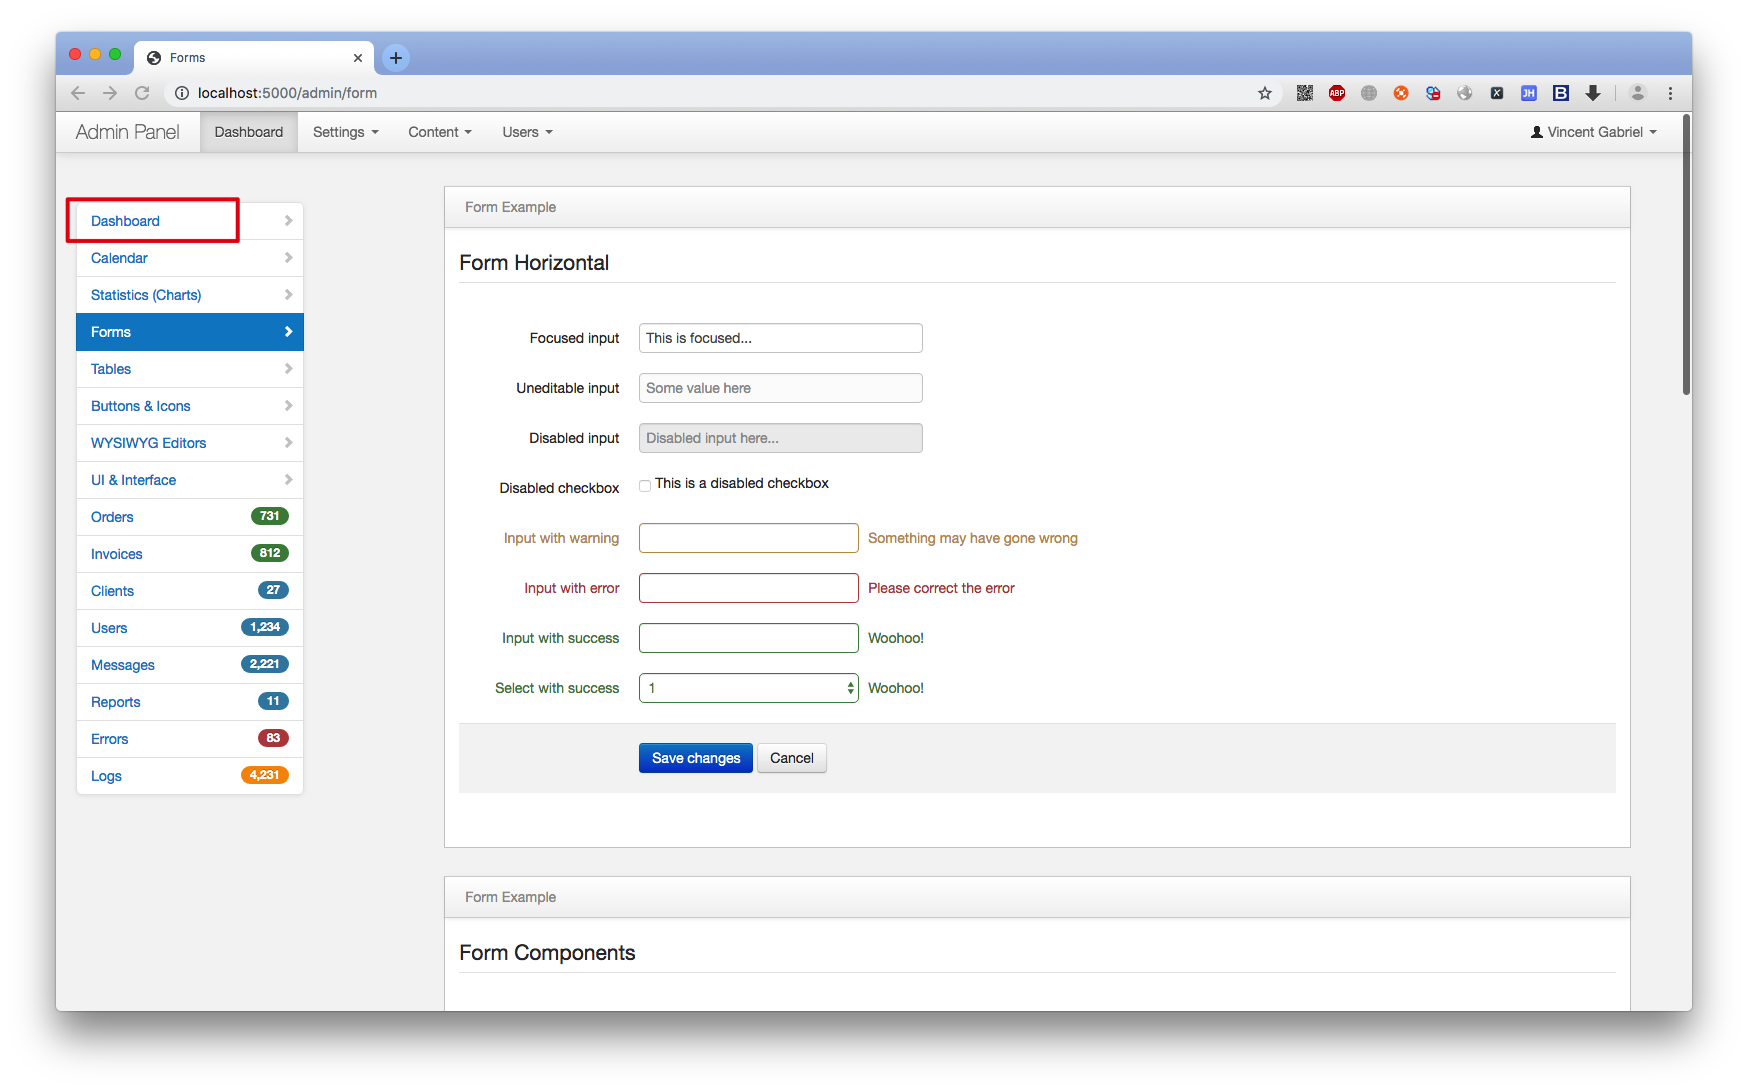 Forms
localhost:5000/admin/form
ABP
X
JH
B
Admin Panel
Dashboard
Settings
Content
Users
Vincent Gabriel
Dashboard
Calendar
Statistics (Charts)
Forms
Tables
Buttons & Icons
WYSIWYG Editors
UI & Interface
Orders 731
Invoices 812
Clients 27
Users 1,234
Messages 2,221
Reports 11
Errors 83
Logs 4,231
Form Example
Form Horizontal
Focused input This is focused...
Uneditable input Some value here
Disabled input Disabled input here...
Disabled checkbox This is a disabled checkbox
Input with warning Something may have gone wrong
Input with error Please correct the error
Input with success Woohoo!
Select with success 1 Woohoo!
Save changes Cancel
Form Example
Form Components